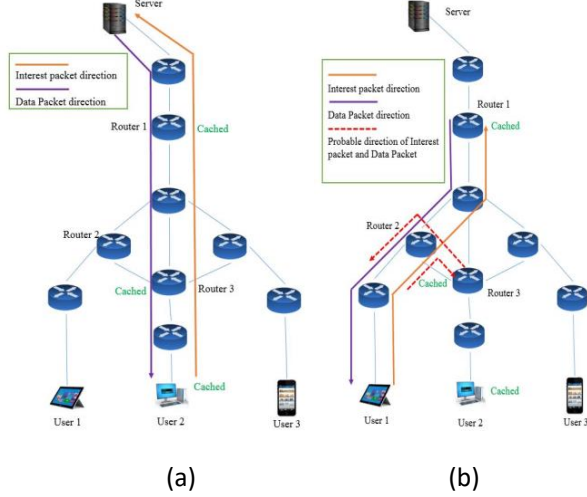 Server
Interest packet direction
Data Packet direction
Router 1
Cached
Router 2
Cached
Router 3
Cached
User 1
User 2
User 3
(a)
Server
Interest packet direction
Data Packet direction
Probable direction of Interest
packet and Data Packet
Router 1
Cached
Router 2
Cached
Router 3
Cached
User 1
User 2
User 3
(b)